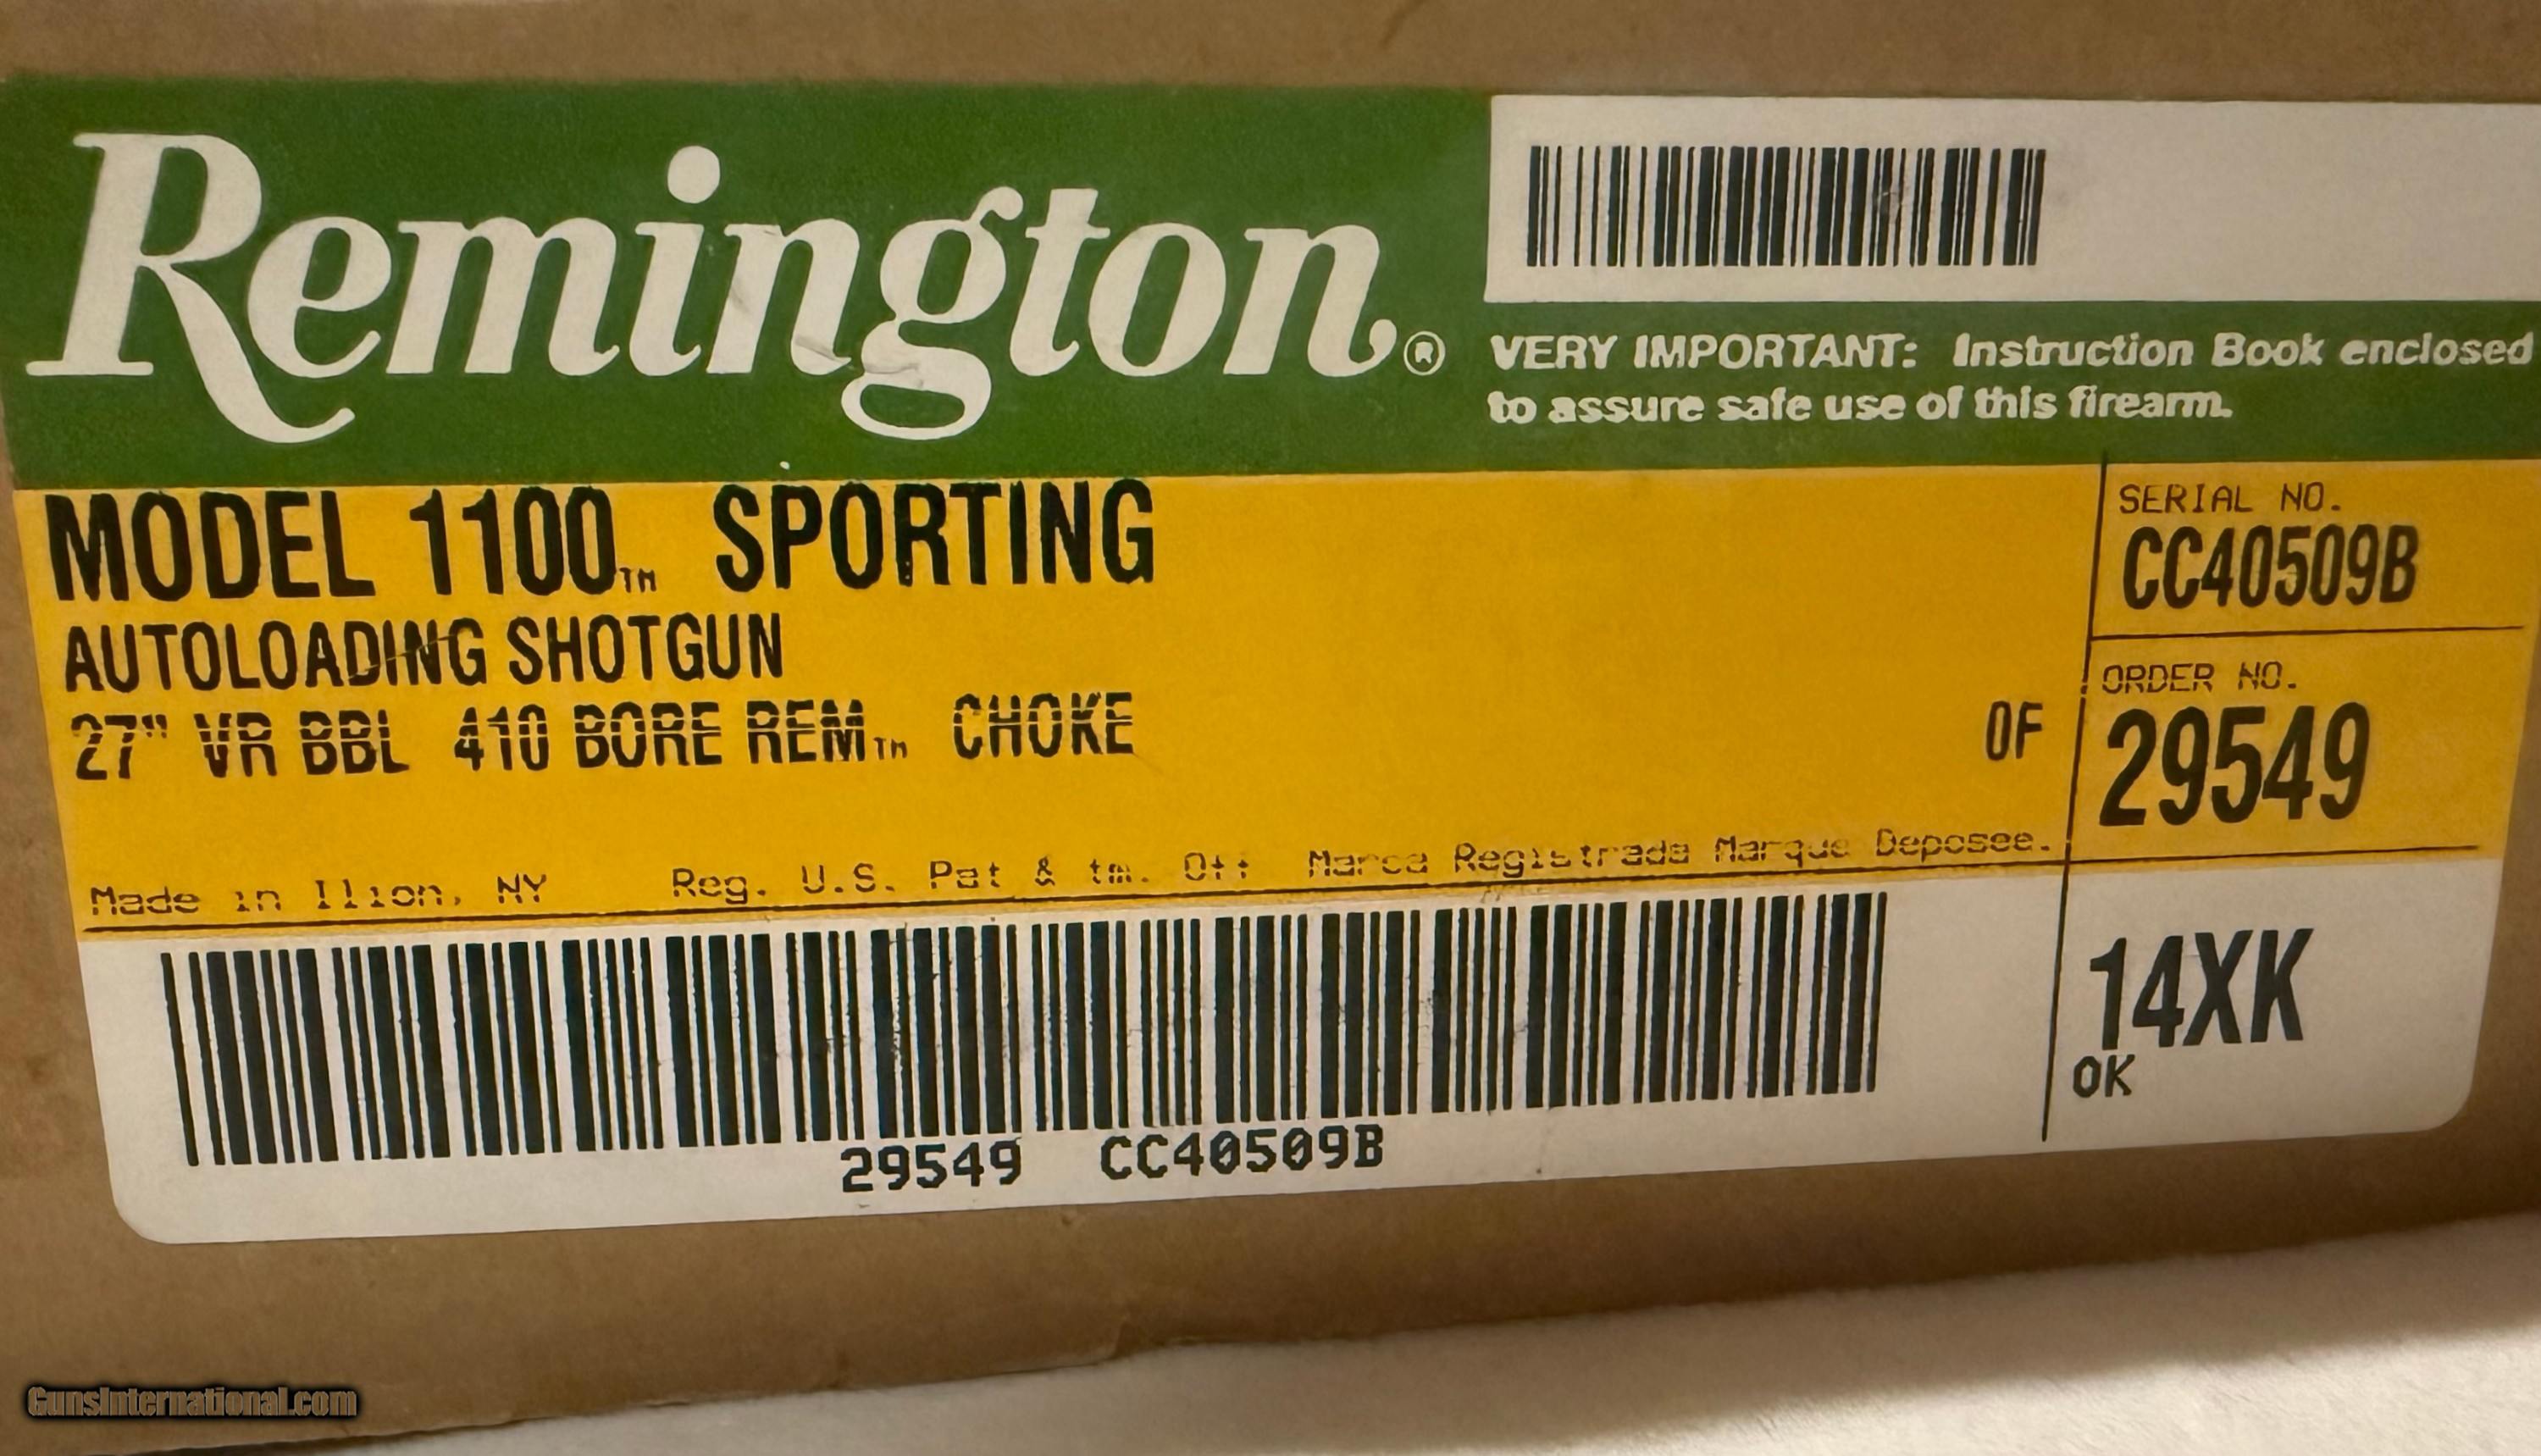 Remington®
VERY IMPORTANT: Instruction Book enclosed
to assure safe use of this firearm.
MODEL 1100™ SPORTING
AUTOLOADING SHOTGUN
27" VR BBL 410 BORE REM™ CHOKE
OF
SERIAL NO.
CC40509B
ORDER NO.
29549
Made in Ilion, NY Reg. U.S. Pat & tm. Off Marca Registrada Marque Deposee.
14XK
OK
29549 CC40509B
GunsInternational.com